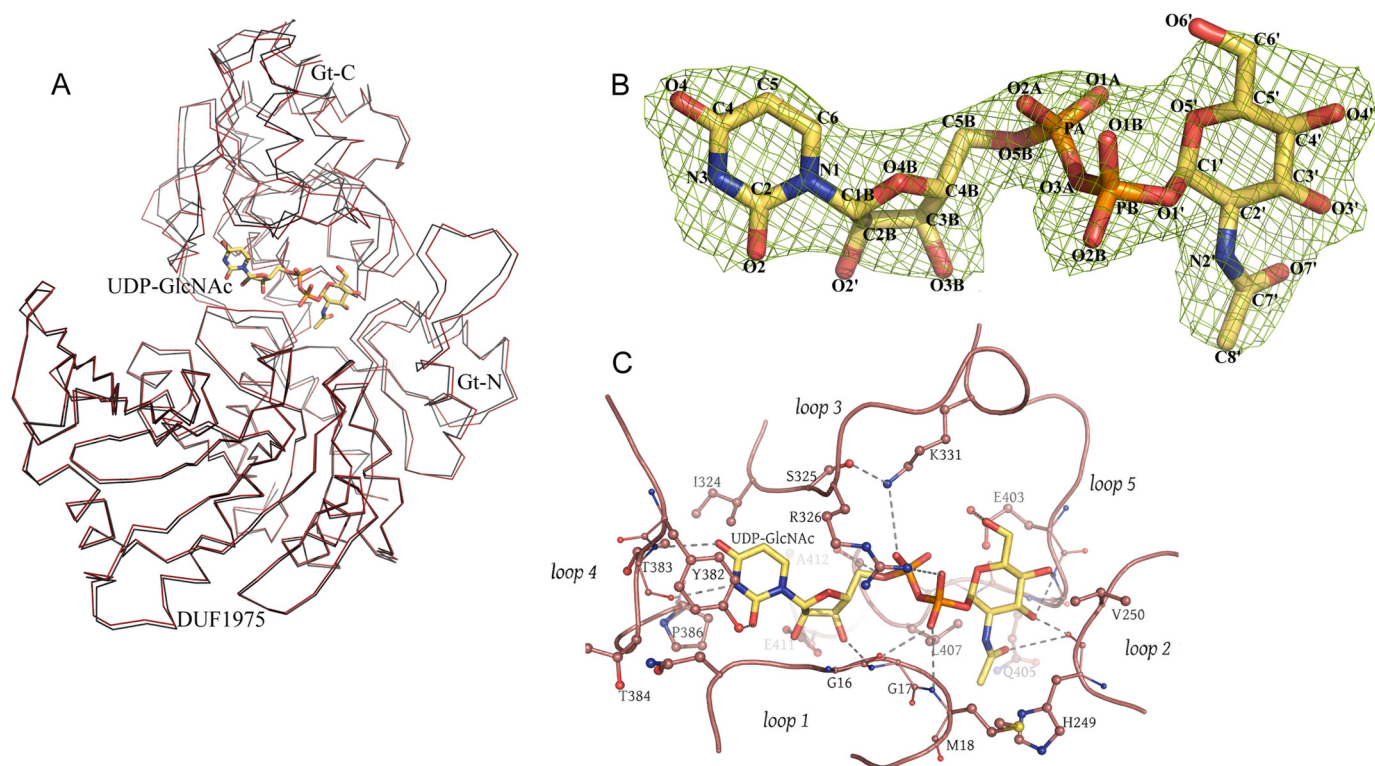 A
Gt-C
UDP-GlcNAc
Gt-N
DUF1975
B
O6'
C6'
O4
C5
C4
C6
O2A
O1A
C5B
PA
O1B
O5'
C5'
O4'
C4'
O5B
N3
C2
N1
O4B
C1B
C4B
O3A
C1'
C3'
PB
O1'
C2'
O3'
C3B
C2B
O2
O2'
O3B
O2B
N2'
O7'
C7'
C8'
C
loop 3
K331
S325
I324
loop 5
R326
E403
UDP-GlcNAc
A412
T383
Y382
loop 4
V250
P386
E411
L407
loop 2
Q405
G16
G17
T384
loop 1
H249
M18